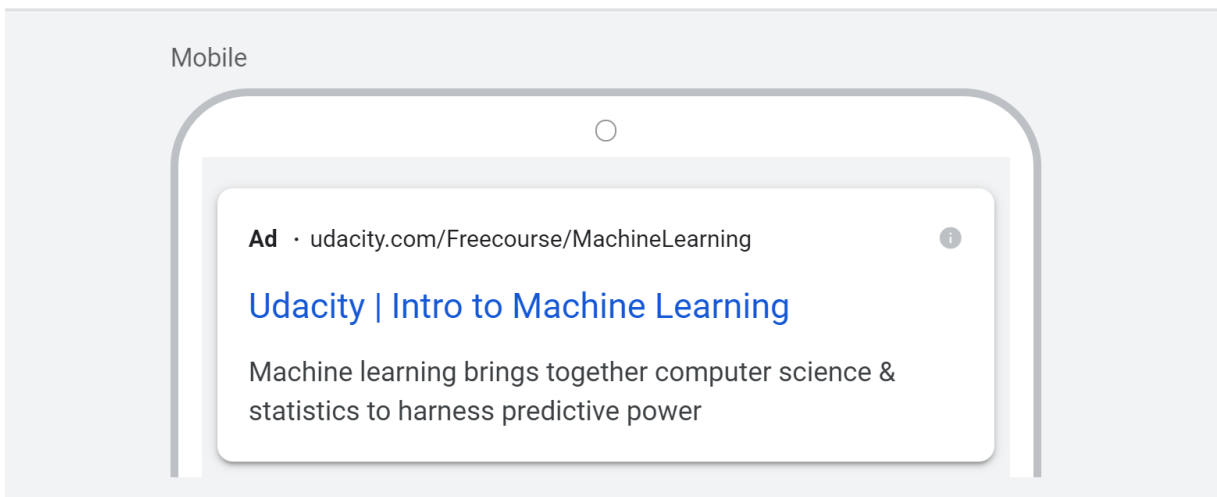 Mobile
Ad · udacity.com/Freecourse/MachineLearning
Udacity | Intro to Machine Learning
Machine learning brings together computer science &
statistics to harness predictive power